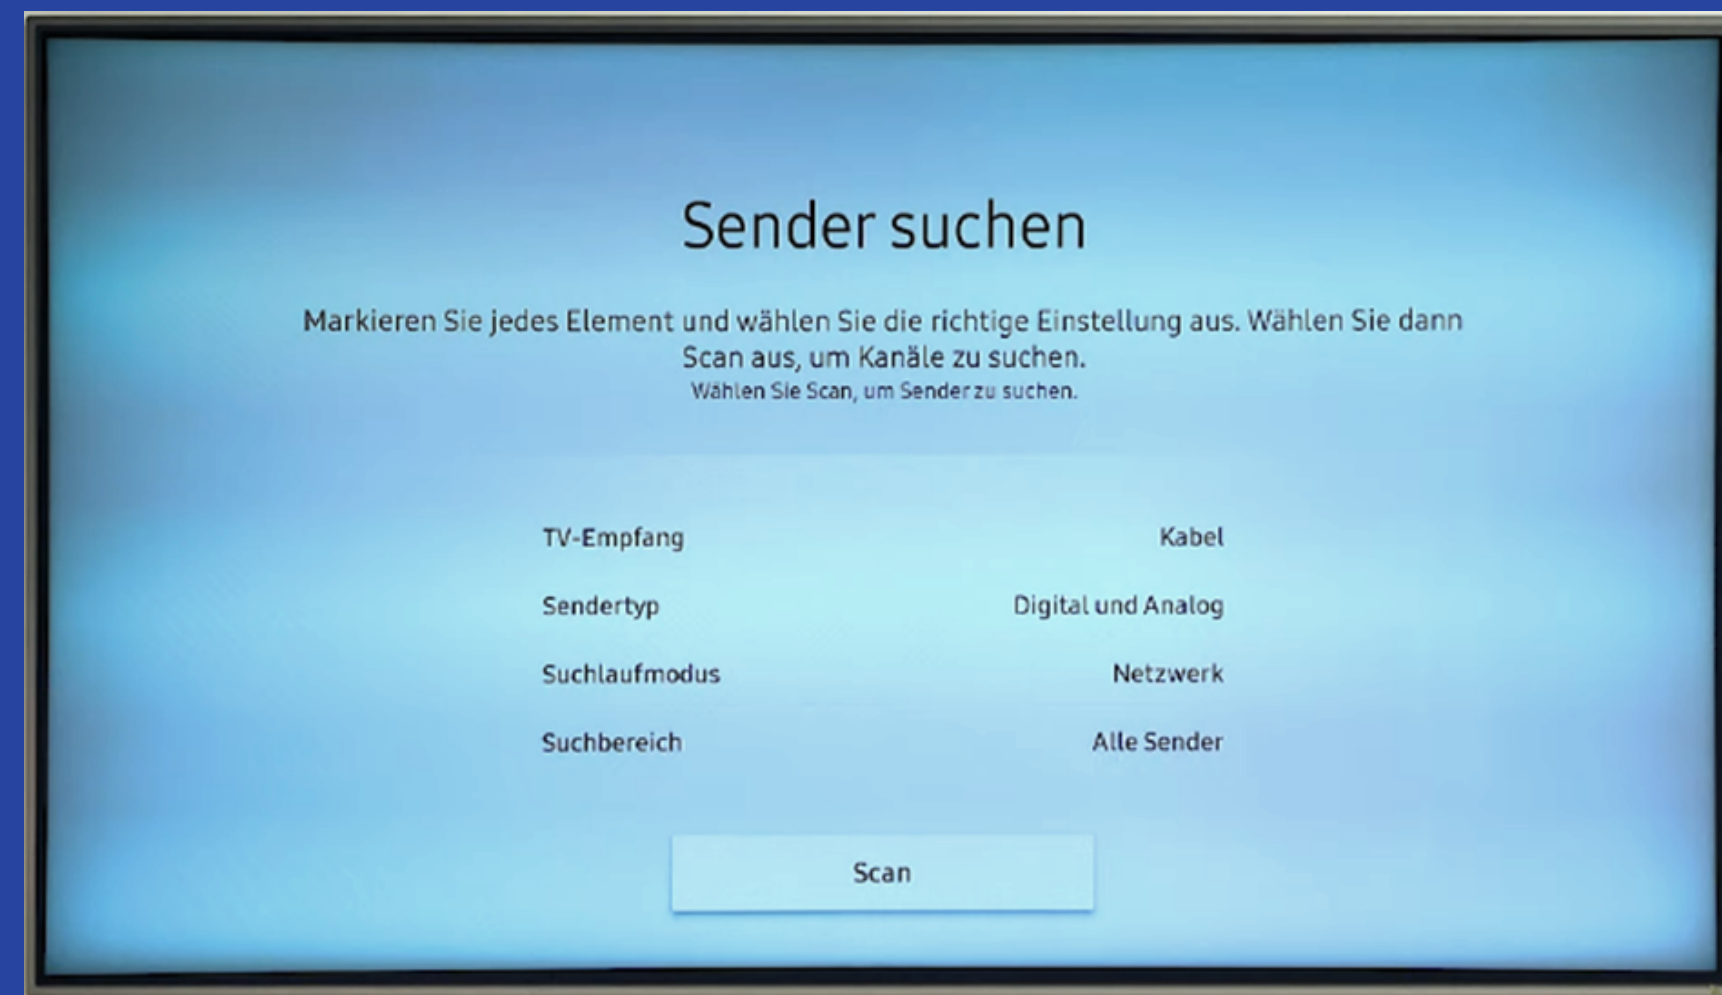 Sender suchen
Markieren Sie jedes Element und wählen Sie die richtige Einstellung aus. Wählen Sie dann
Scan aus, um Kanäle zu suchen.
Wählen Sie Scan, um Sender zu suchen.
TV-Empfang Kabel
Sendertyp Digital und Analog
Suchlaufmodus Netzwerk
Suchbereich Alle Sender
Scan